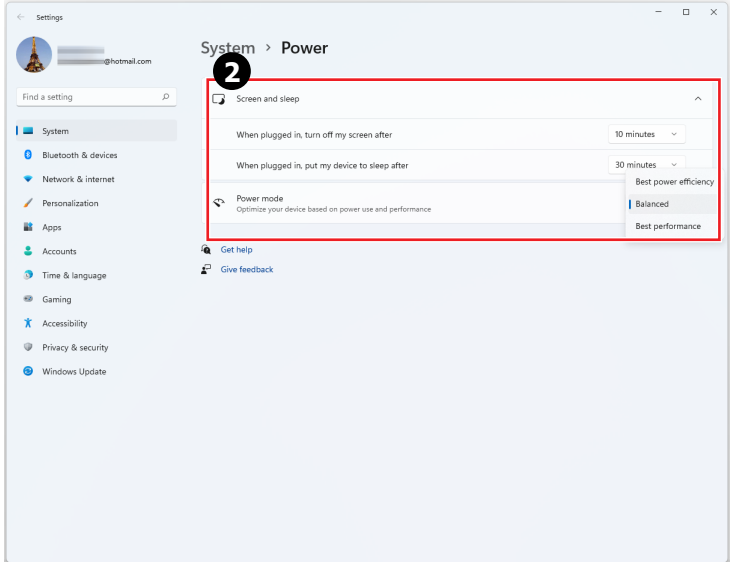 Settings
@hotmail.com
System > Power
2
Find a setting
Screen and sleep
System
When plugged in, turn off my screen after
10 minutes
Bluetooth & devices
When plugged in, put my device to sleep after
30 minutes
Network & internet
Best power efficiency
Personalization
Power mode
Optimize your device based on power use and performance
Balanced
Apps
Best performance
Accounts
Get help
Time & language
Give feedback
Gaming
Accessibility
Privacy & security
Windows Update